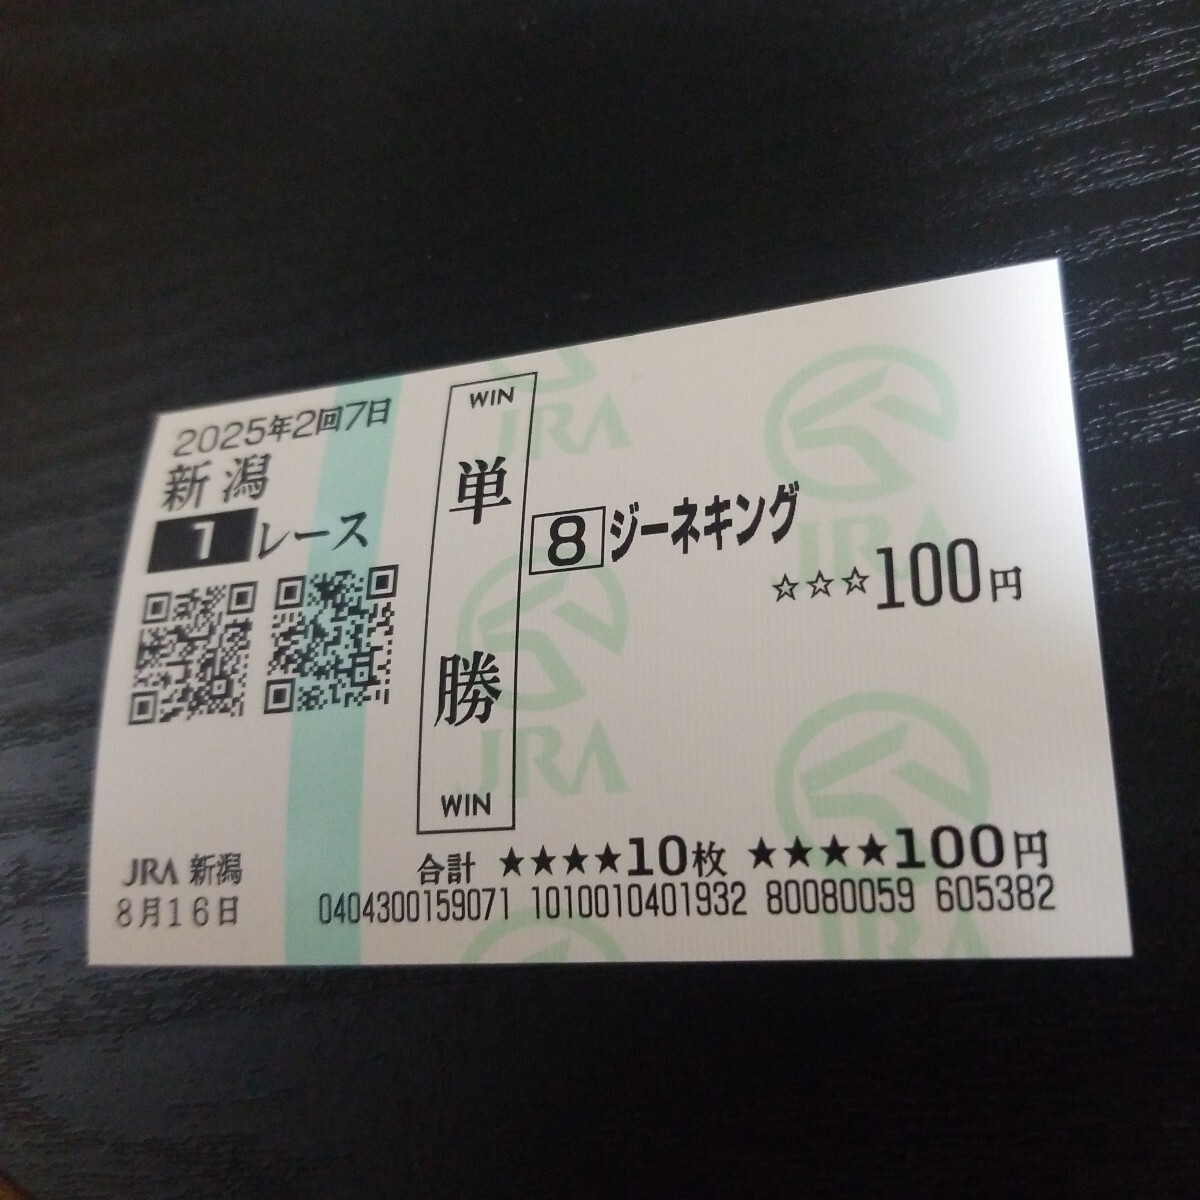 2025年2回7日
新潟
1レース
WIN
単勝
WIN
8 ジーネキング
☆☆☆100円
合計 ★★★★10枚 ★★★★100円
JRA 新潟
8月16日
0404300159071 1010010401932 80080059 605382
JRA
JRA
JRA
JRA